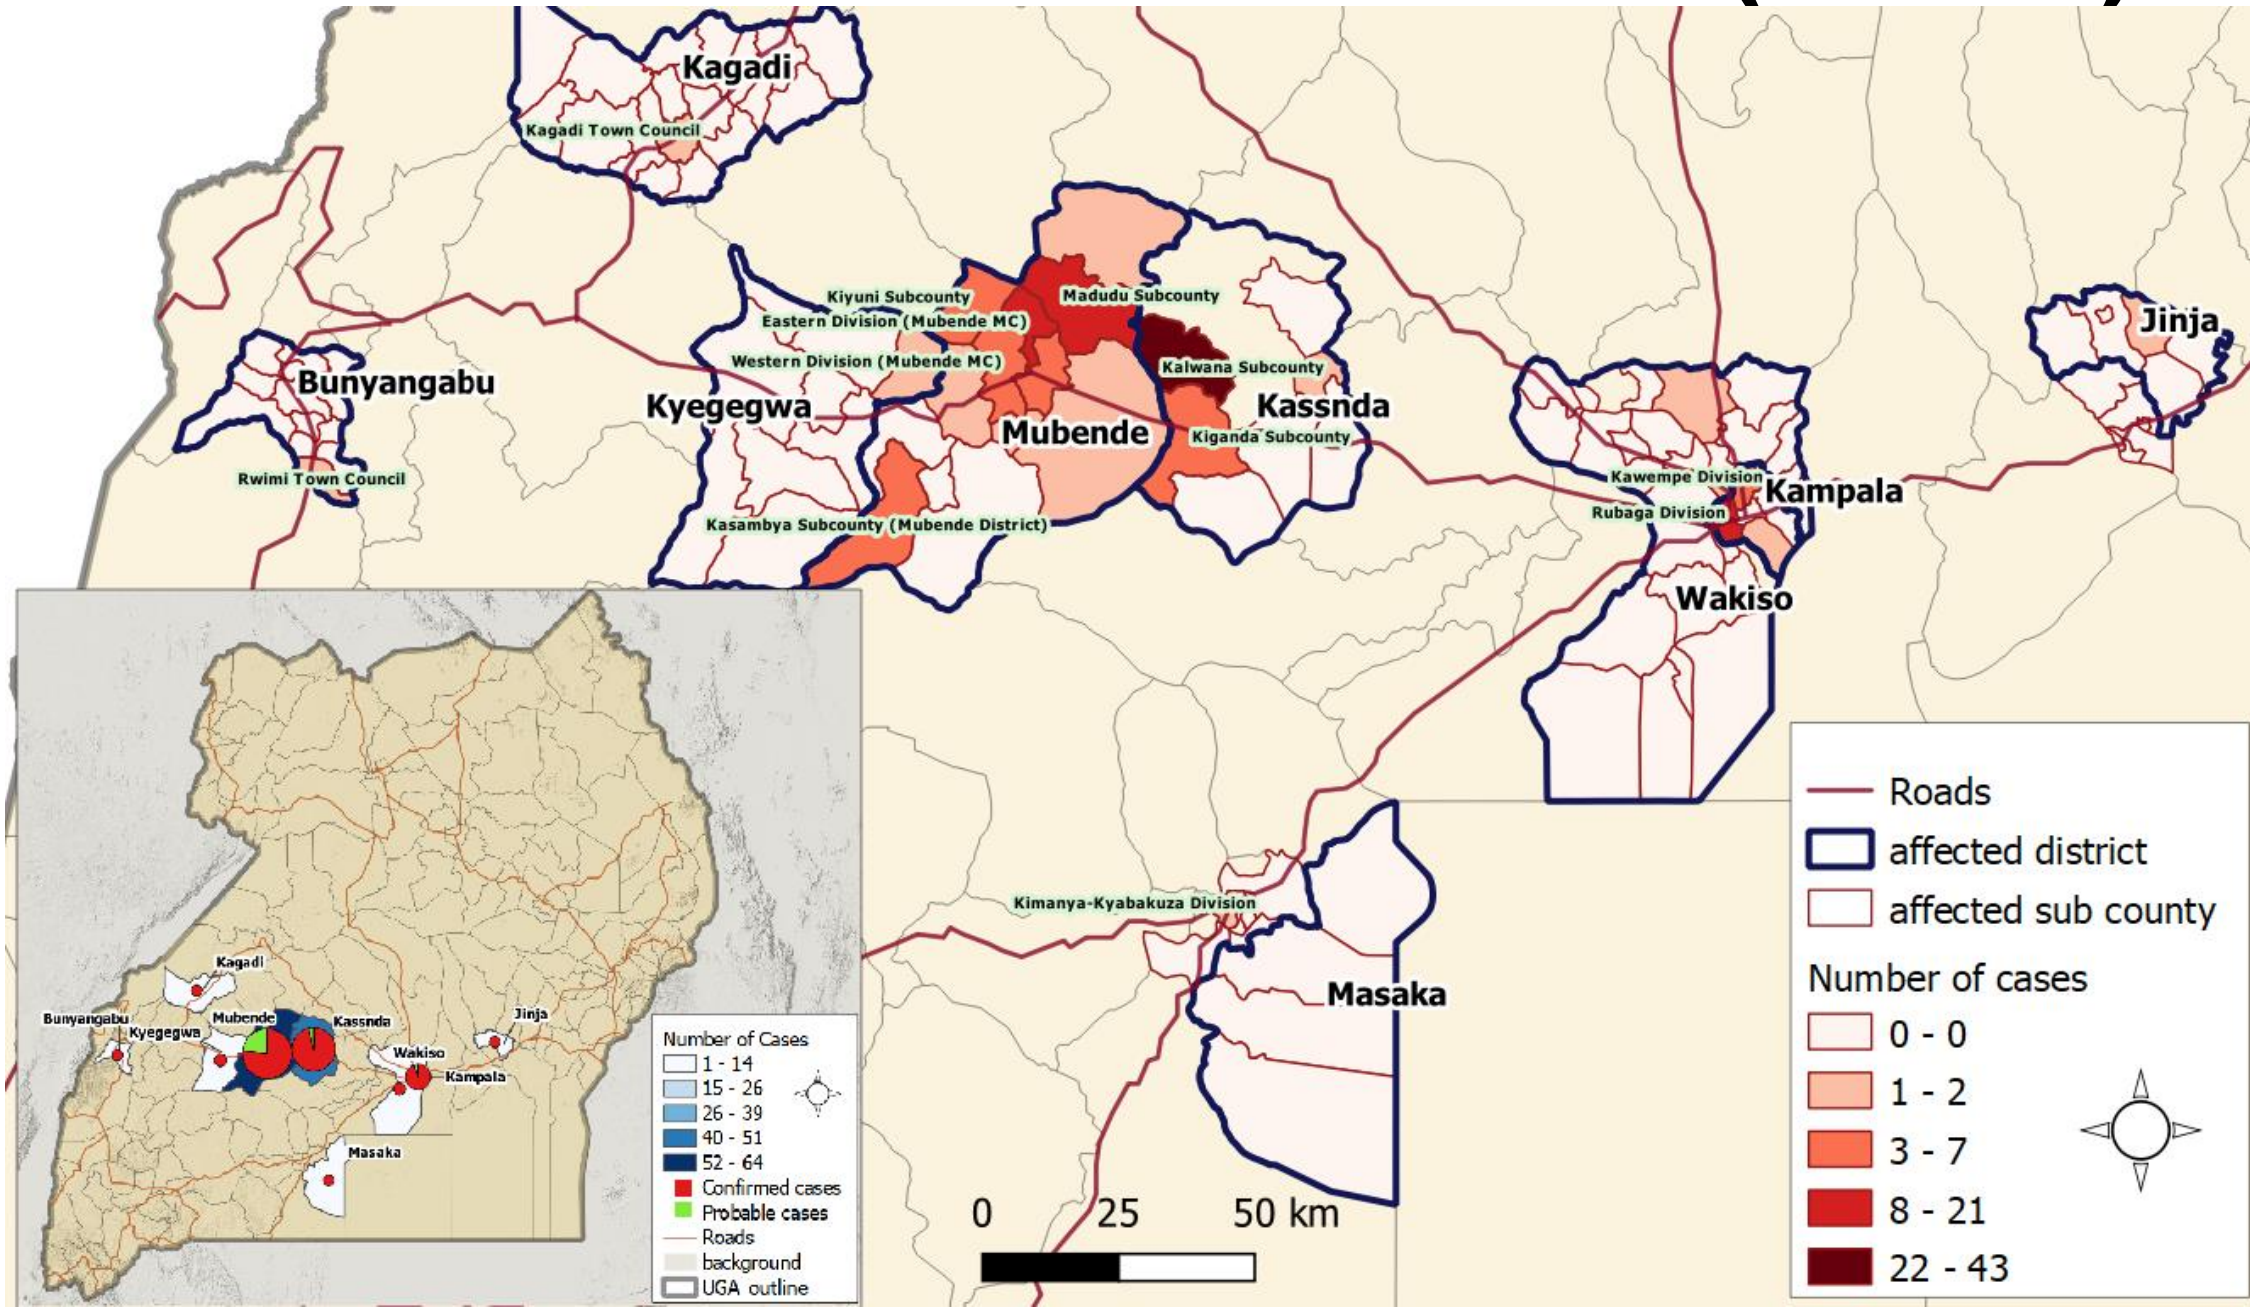 Kagadi
Kagadi Town Council
Kiyuni Subcounty
Madudu Subcounty
Eastern Division (Mubende MC)
Western Division (Mubende MC)
Kalwana Subcounty
Jinja
Bunyangabu
Kyegegwa
Kassnda
Mubende
Kiganda Subcounty
Rwimi Town Council
Kawempe Division
Kampala
Rubaga Division
Kasambya Subcounty (Mubende District)
Wakiso
Kimanya-Kyabakuza Division
Masaka
0 25 50 km
Roads
affected district
affected sub county
Number of cases
0 - 0
1 - 2
3 - 7
8 - 21
22 - 43
Kagadi
Bunyangabu
Kyegegwa
Mubende
Kassnda
Jinja
Wakiso
Kampala
Masaka
Number of Cases
1 - 14
15 - 26
26 - 39
40 - 51
52 - 64
Confirmed cases
Probable cases
Roads
background
UGA outline